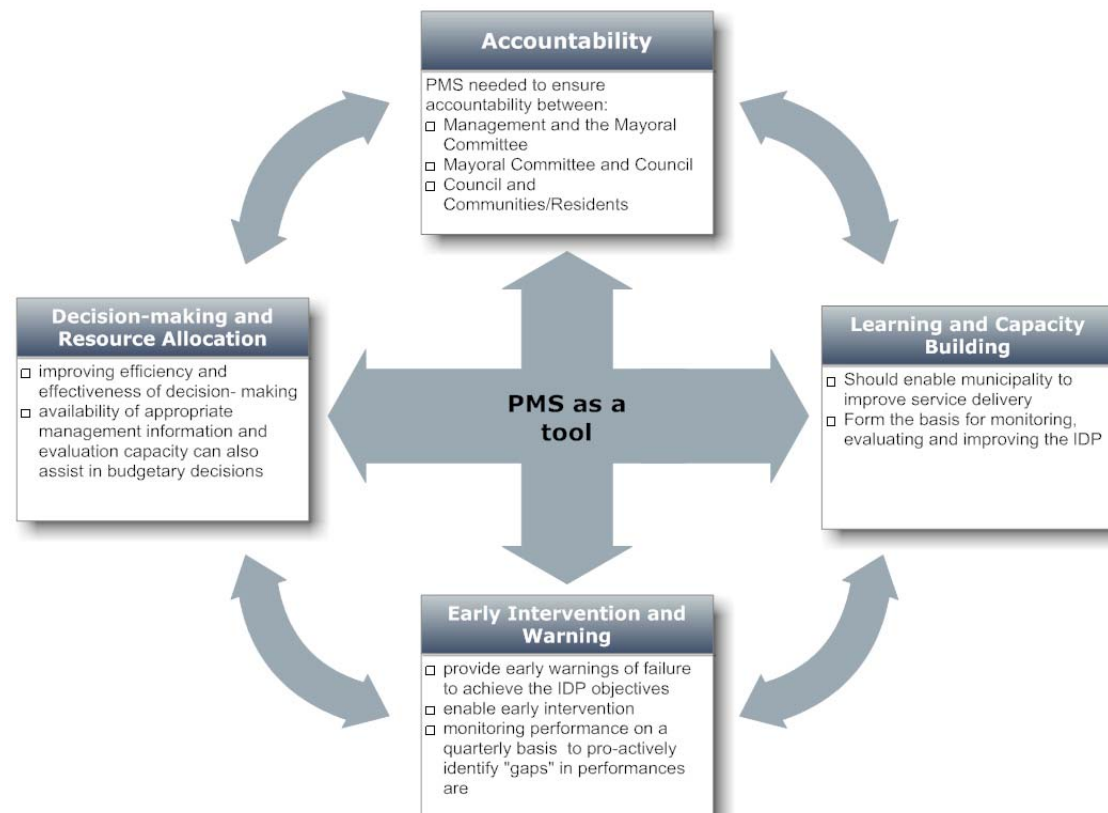 Accountability
PMS needed to ensure
accountability between:
Management and the Mayoral
Committee
Mayoral Committee and Council
Council and
Communities/Residents
Decision-making and
Resource Allocation
improving efficiency and
effectiveness of decision- making
availability of appropriate
management information and
evaluation capacity can also
assist in budgetary decisions
PMS as a
tool
Learning and Capacity
Building
Should enable municipality to
improve service delivery
Form the basis for monitoring,
evaluating and improving the IDP
Early Intervention and
Warning
provide early warnings of failure
to achieve the IDP objectives
enable early intervention
monitoring performance on a
quarterly basis to pro-actively
identify "gaps" in performances
are